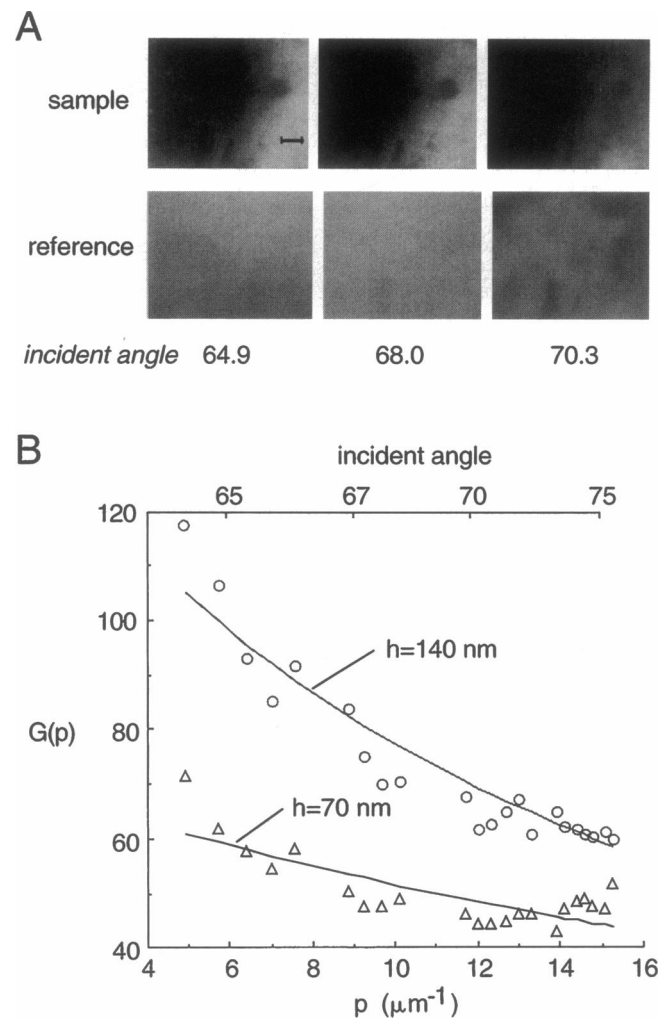 A
sample
reference
incident angle 64.9 68.0 70.3
B
incident angle
65 67 70 75
120
100
h=140 nm
G(p)
80
h=70 nm
60
40
4 6 8 10 12 14 16
p (μm⁻¹)